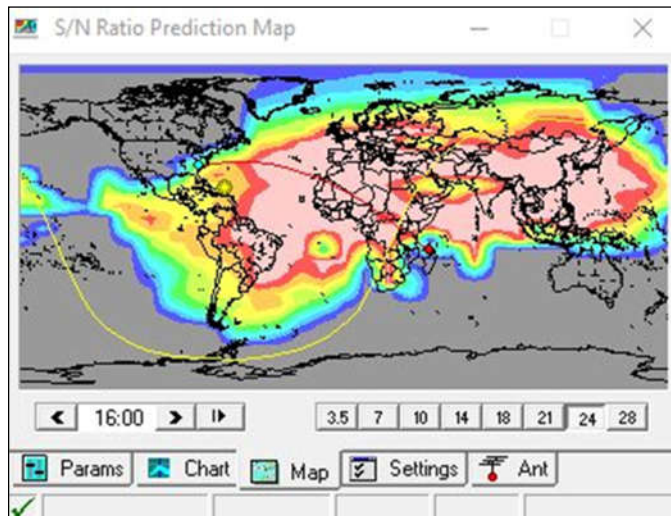 S/N Ratio Prediction Map
16:00 3.5 7 10 14 18 21 24 28
Params Chart Map Settings Ant